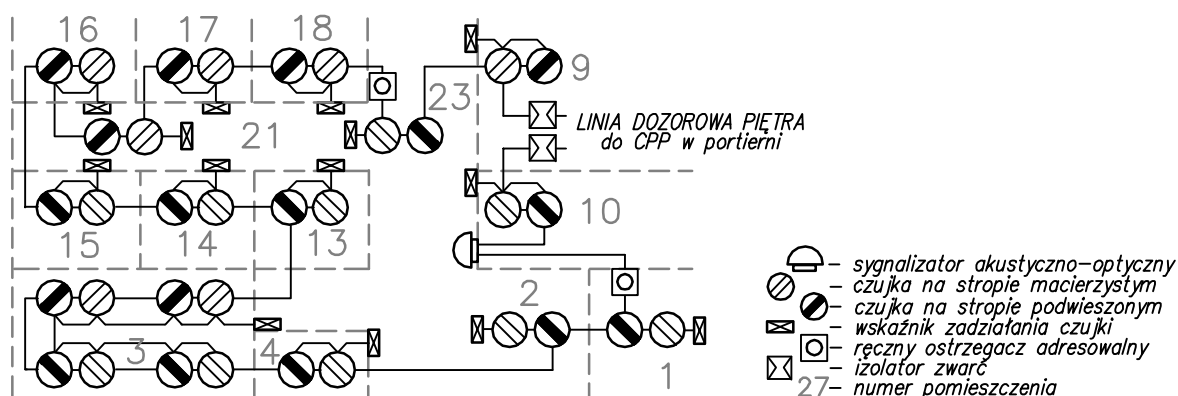 16 17 18
9
23
21
LINIA DOZOROWA PIĘTRA
do CPP w portierni
10
15 14 13
2
3 4
1
sygnalizator akustyczno-optyczny
czujka na stropie macierzystym
czujka na stropie podwieszonym
wskaźnik zadziałania czujki
ręczny ostrzegacz adresowalny
izolator zwarć
27 - numer pomieszczenia